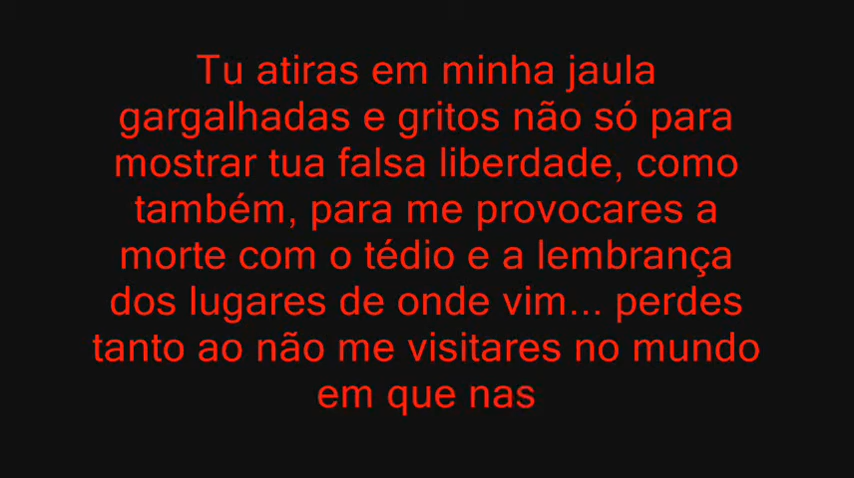 Tu atiras em minha jaula
gargalhadas e gritos não só para
mostrar tua falsa liberdade, como
também, para me provocares a
morte com o tédio e a lembrança
dos lugares de onde vim... perdes
tanto ao não me visitares no mundo
em que nas